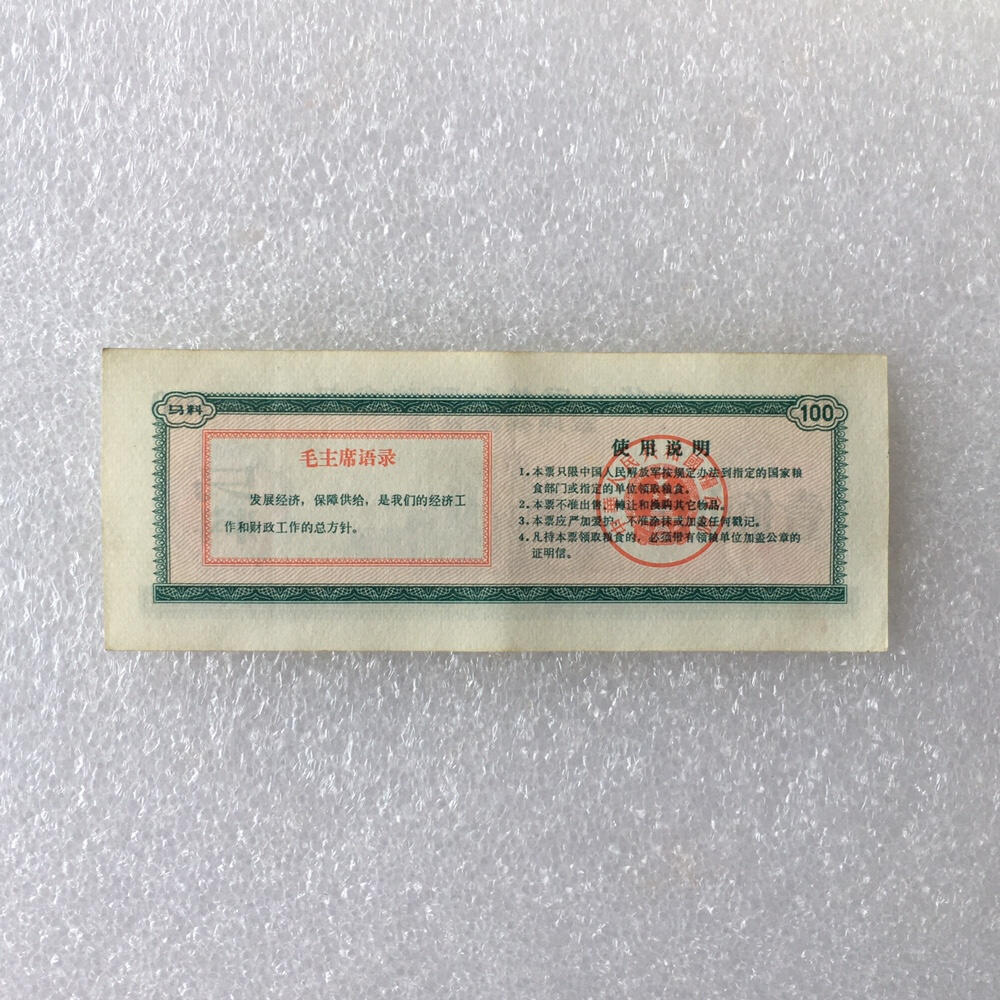 马料
100
毛主席语录
发展经济，保障供给，是我们的经济工
作和财政工作的总方针。
使用说明
1.本票只限中国人民解放军按规定办法到指定的国家粮
食部门或指定的单位领取粮食。
2.本票不准出售、转让和换购其它物品。
3.本票应严加爱护，不准涂抹或加盖任何戳记。
4.凡持本票领取粮食的，必须带有领粮单位加盖公章的
证明信。